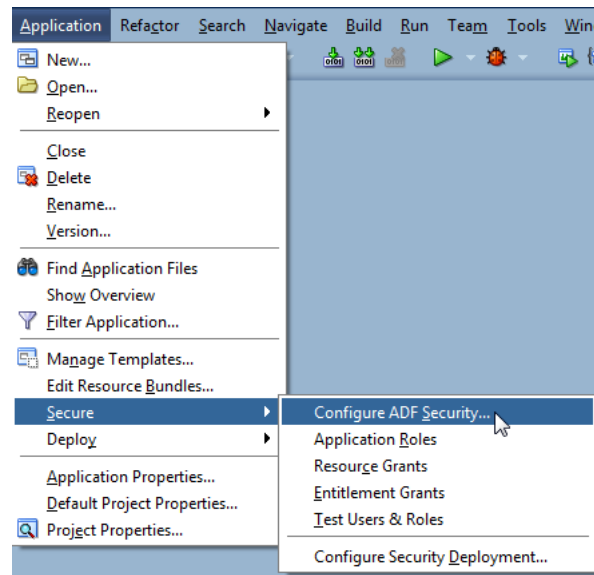 Application Refactor Search Navigate Build Run Team Tools Win
New...
Open...
Reopen
Close
Delete
Rename...
Version...
Find Application Files
Show Overview
Filter Application...
Manage Templates...
Edit Resource Bundles...
Secure
Configure ADF Security...
Deploy
Application Roles
Resource Grants
Application Properties...
Entitlement Grants
Default Project Properties...
Test Users & Roles
Project Properties...
Configure Security Deployment...